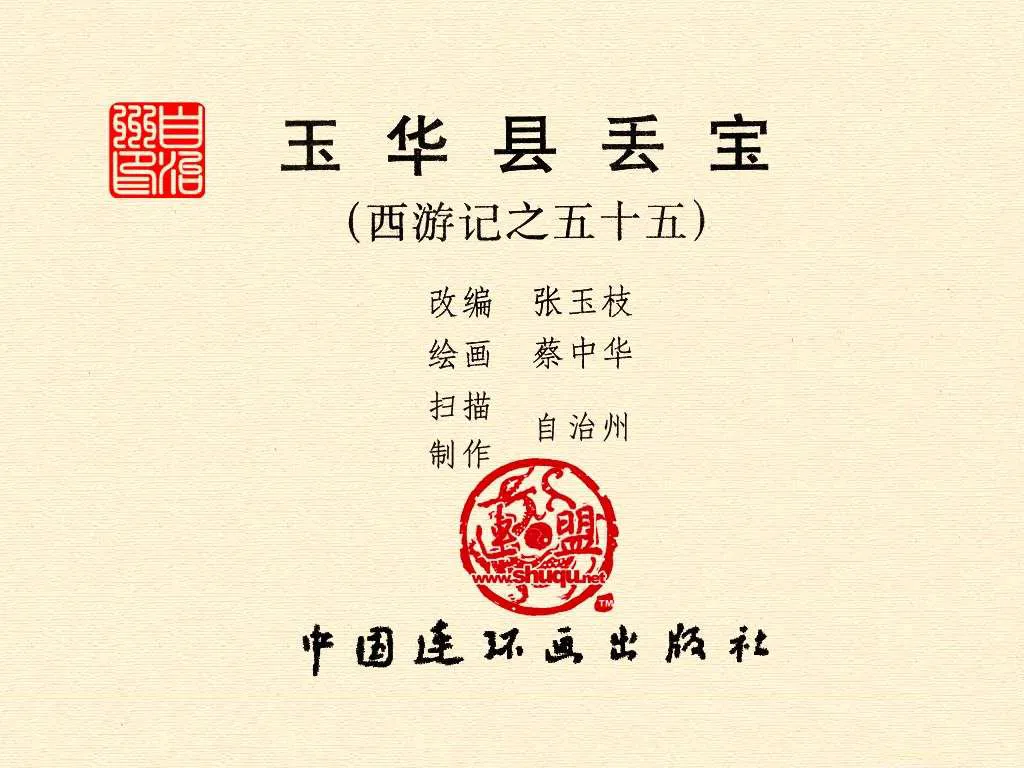 自治州印
玉华县丢宝
（西游记之五十五）
改编 张玉枝
绘画 蔡中华
扫描
制作 自治州
連盟
www.shuqu.net
TM
中国连环画出版社